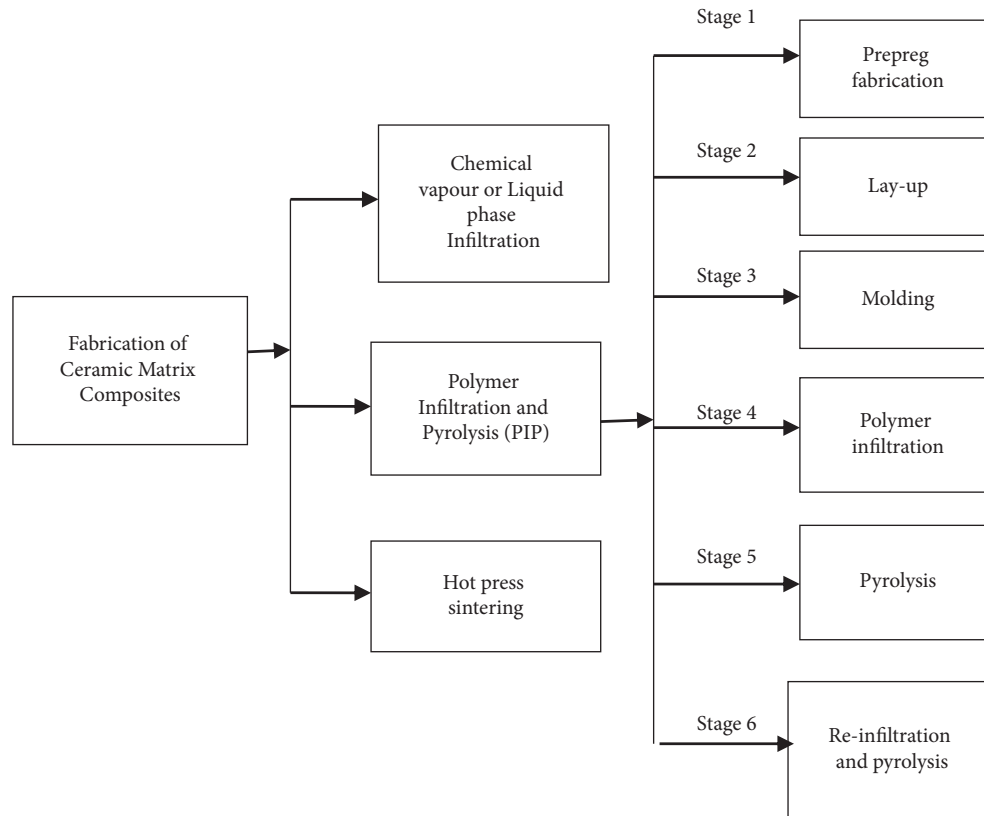 Fabrication of
Ceramic Matrix
Composites
Chemical
vapour or Liquid
phase
Infiltration
Polymer
Infiltration and
Pyrolysis (PIP)
Hot press
sintering
Stage 1
Prepreg
fabrication
Stage 2
Lay-up
Stage 3
Molding
Stage 4
Polymer
infiltration
Stage 5
Pyrolysis
Stage 6
Re-infiltration
and pyrolysis